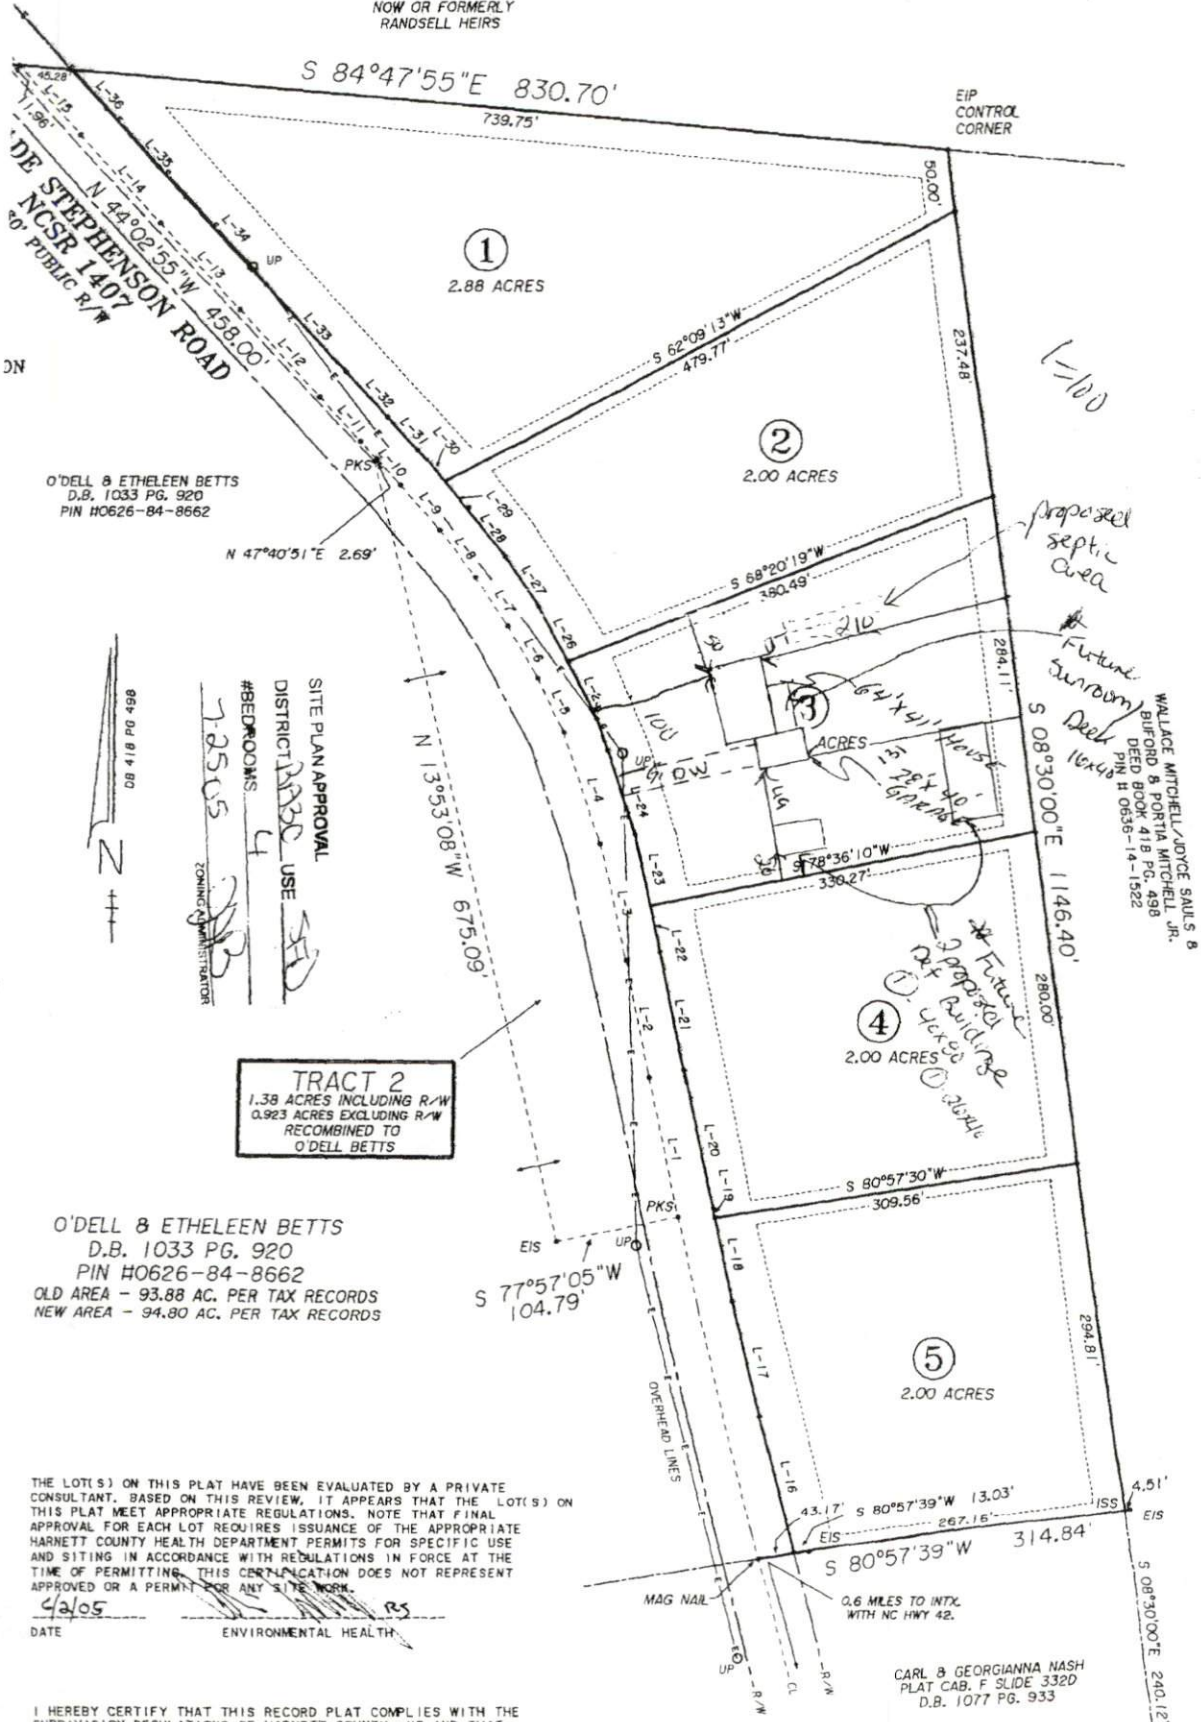 NOW OR FORMERLY
RANDSELL HEIRS
S 84°47'55"E 830.70'
739.75'
EIP
CONTROL
CORNER
45.28'
L-15
11.96'
L-36
L-35
L-14
L-34
L-13
L-33
L-12
L-32
L-11
L-31
L-30
L-10
DE STEPHENSON ROAD
NCSR 1407
60' PUBLIC R/W
N 44°02'55"W 458.00'
UP
ON
1
2.88 ACRES
50.00'
S 62°09'13"W
479.77'
237.48'
L=100
2
2.00 ACRES
PKS
O'DELL & ETHELEEN BETTS
D.B. 1033 PG. 920
PIN #0626-84-8662
N 47°40'51"E 2.69'
L-29
L-9
L-28
L-8
L-27
L-7
L-26
L-6
L-5
S 68°20'19"W
380.49'
proposed
septic
area
Future
Sunroom/
Deck
16x40
284.11'
50
210
3
ACRES
64'x41' House
28'x40'
GARAGE
100
UP
L-24
L-4
L-23
L-3
S 78°36'10"W
330.27'
WALLACE MITCHELL/JOYCE SAULS &
BUFORD & PORTIA MITCHELL JR.
DEED BOOK 418 PG. 498
PIN # 0636-14-1522
S 08°30'00"E 1146.40'
DB 418 PG 498
N
SITE PLAN APPROVAL
DISTRICT RA30 USE SFD
#BEDROOMS 4
7-25-05
ZONING ADMINISTRATOR
N 13°53'08"W 675.09'
L-22
L-21
L-2
L-20
L-19
L-1
Future
2 proposed
Det Buildings
4
2.00 ACRES
280.00'
TRACT 2
1.38 ACRES INCLUDING R/W
0.923 ACRES EXCLUDING R/W
RECOMBINED TO
O'DELL BETTS
S 80°57'30"W
309.56'
PKS
EIS
UP
S 77°57'05"W
104.79'
O'DELL & ETHELEEN BETTS
D.B. 1033 PG. 920
PIN #0626-84-8662
OLD AREA - 93.88 AC. PER TAX RECORDS
NEW AREA - 94.80 AC. PER TAX RECORDS
L-18
L-17
L-16
OVERHEAD LINES
5
2.00 ACRES
294.81'
43.17'
S 80°57'39"W 13.03'
EIS
267.15'
ISS
4.51'
EIS
S 80°57'39"W 314.84'
MAG NAIL
0.6 MILES TO INTX.
WITH NC HWY 42.
S 08°30'00"E 240.12'
UP
R/W
CL
R/W
CARL & GEORGIANNA NASH
PLAT CAB. F SLIDE 332D
D.B. 1077 PG. 933
THE LOT(S) ON THIS PLAT HAVE BEEN EVALUATED BY A PRIVATE
CONSULTANT. BASED ON THIS REVIEW, IT APPEARS THAT THE LOT(S) ON
THIS PLAT MEET APPROPRIATE REGULATIONS. NOTE THAT FINAL
APPROVAL FOR EACH LOT REQUIRES ISSUANCE OF THE APPROPRIATE
HARNETT COUNTY HEALTH DEPARTMENT PERMITS FOR SPECIFIC USE
AND SITING IN ACCORDANCE WITH REGULATIONS IN FORCE AT THE
TIME OF PERMITTING. THIS CERTIFICATION DOES NOT REPRESENT
APPROVED OR A PERMIT FOR ANY SITE WORK.
RS
DATE ENVIRONMENTAL HEALTH
I HEREBY CERTIFY THAT THIS RECORD PLAT COMPLIES WITH THE